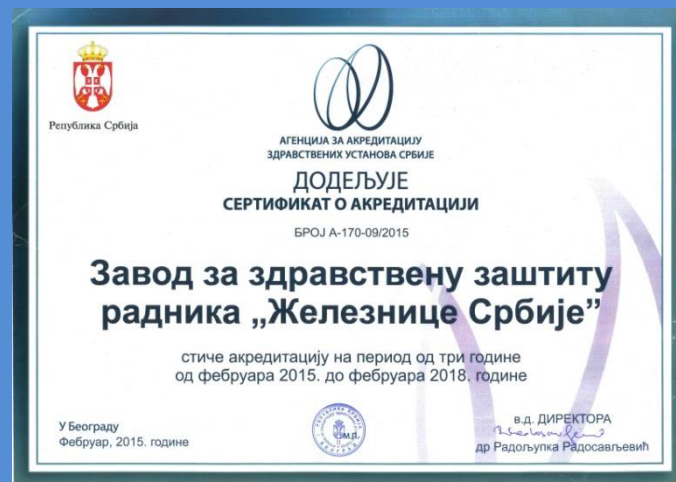 Република Србија
АГЕНЦИЈА ЗА АКРЕДИТАЦИЈУ
ЗДРАВСТВЕНИХ УСТАНОВА СРБИЈЕ
ДОДЕЉУЈЕ
СЕРТИФИКАТ О АКРЕДИТАЦИЈИ
БРОЈ А-170-09/2015
Завод за здравствену заштиту
радника „Железнице Србије”
стиче акредитацију на период од три године
од фебруара 2015. до фебруара 2018. године
У Београду
Фебруар, 2015. године
м.п.
в.д. ДИРЕКТОРА
др Радољупка Радосављевић